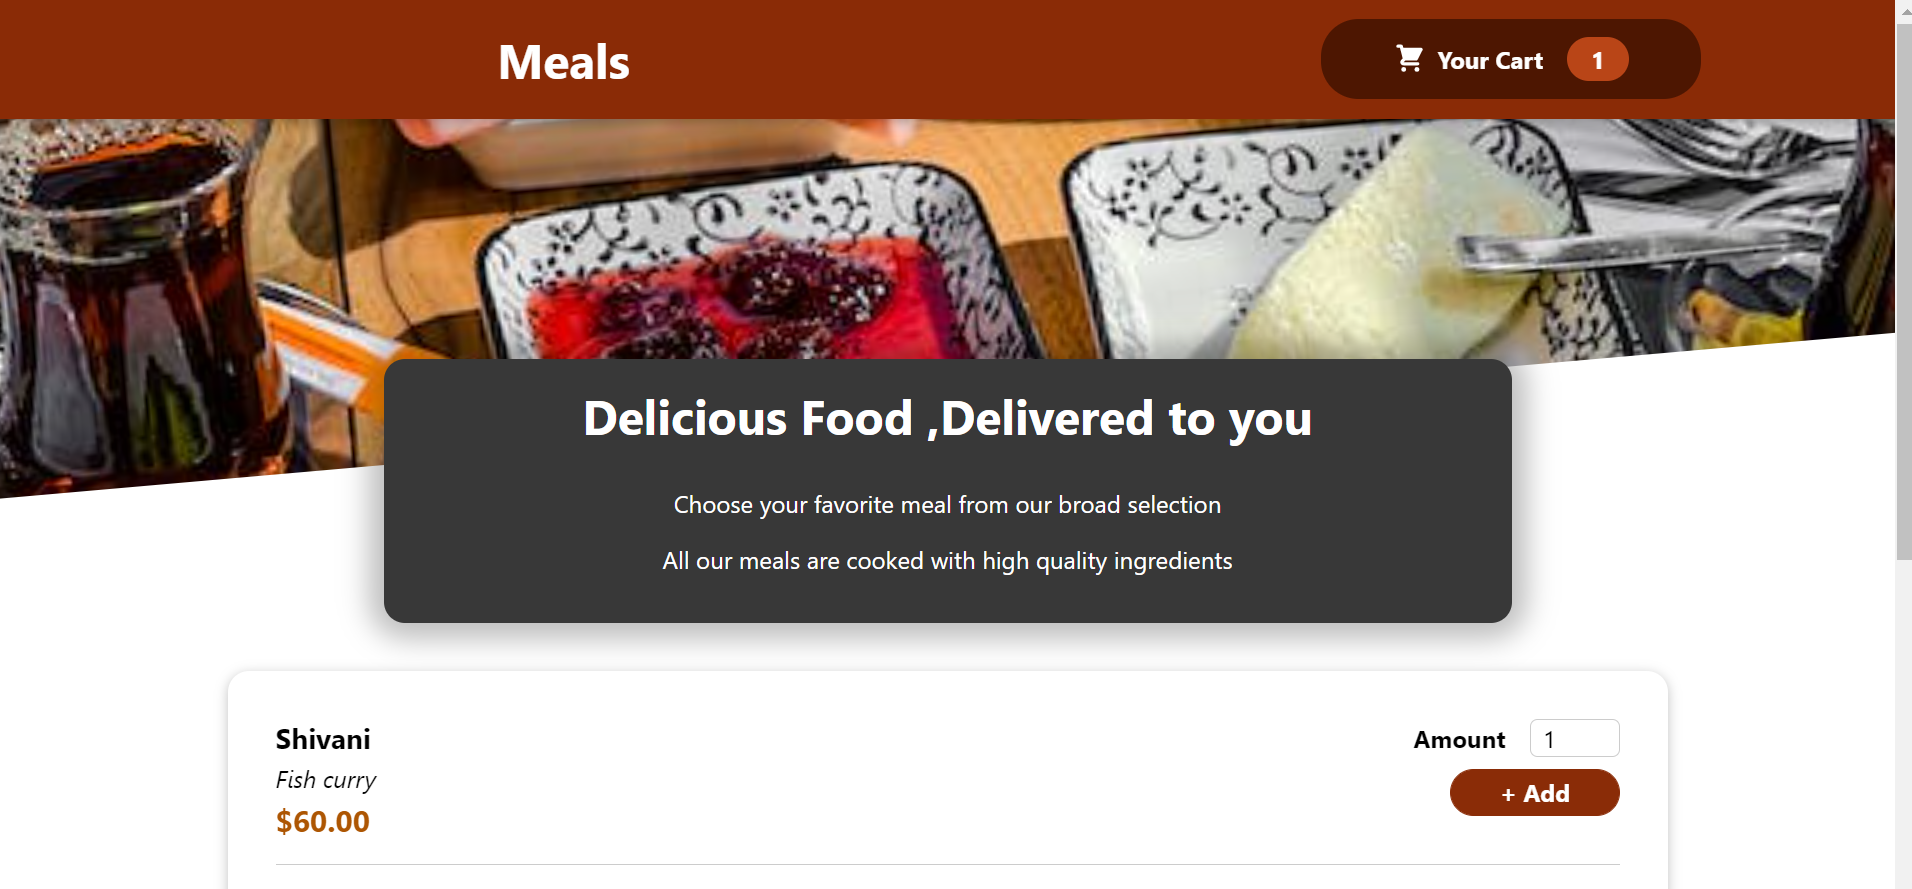 Meals
Your Cart 1
Delicious Food ,Delivered to you
Choose your favorite meal from our broad selection
All our meals are cooked with high quality ingredients
Shivani
Fish curry
$60.00
Amount 1
+ Add